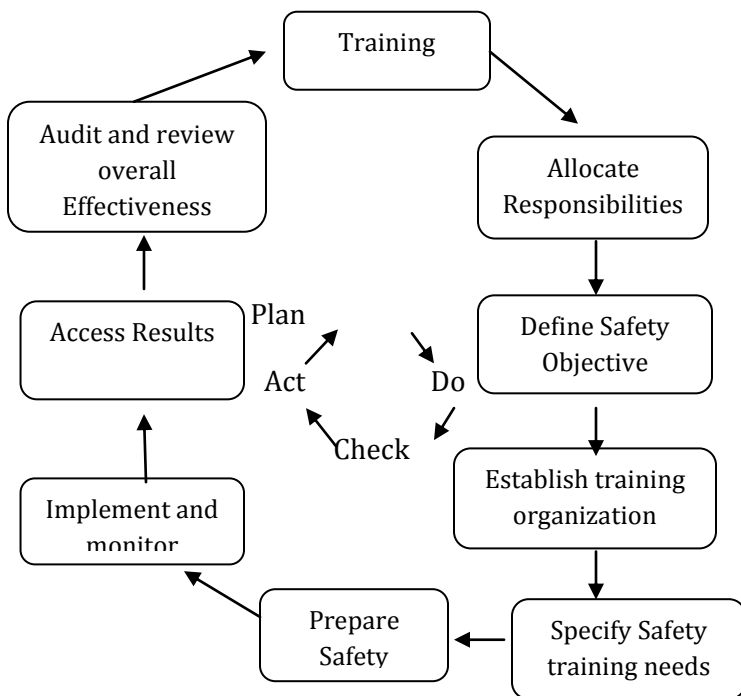 Training
Allocate
Responsibilities
Define Safety
Objective
Establish training
organization
Specify Safety
training needs
Prepare
Safety
Implement and
monitor
Access Results
Audit and review
overall
Effectiveness
Plan
Do
Check
Act